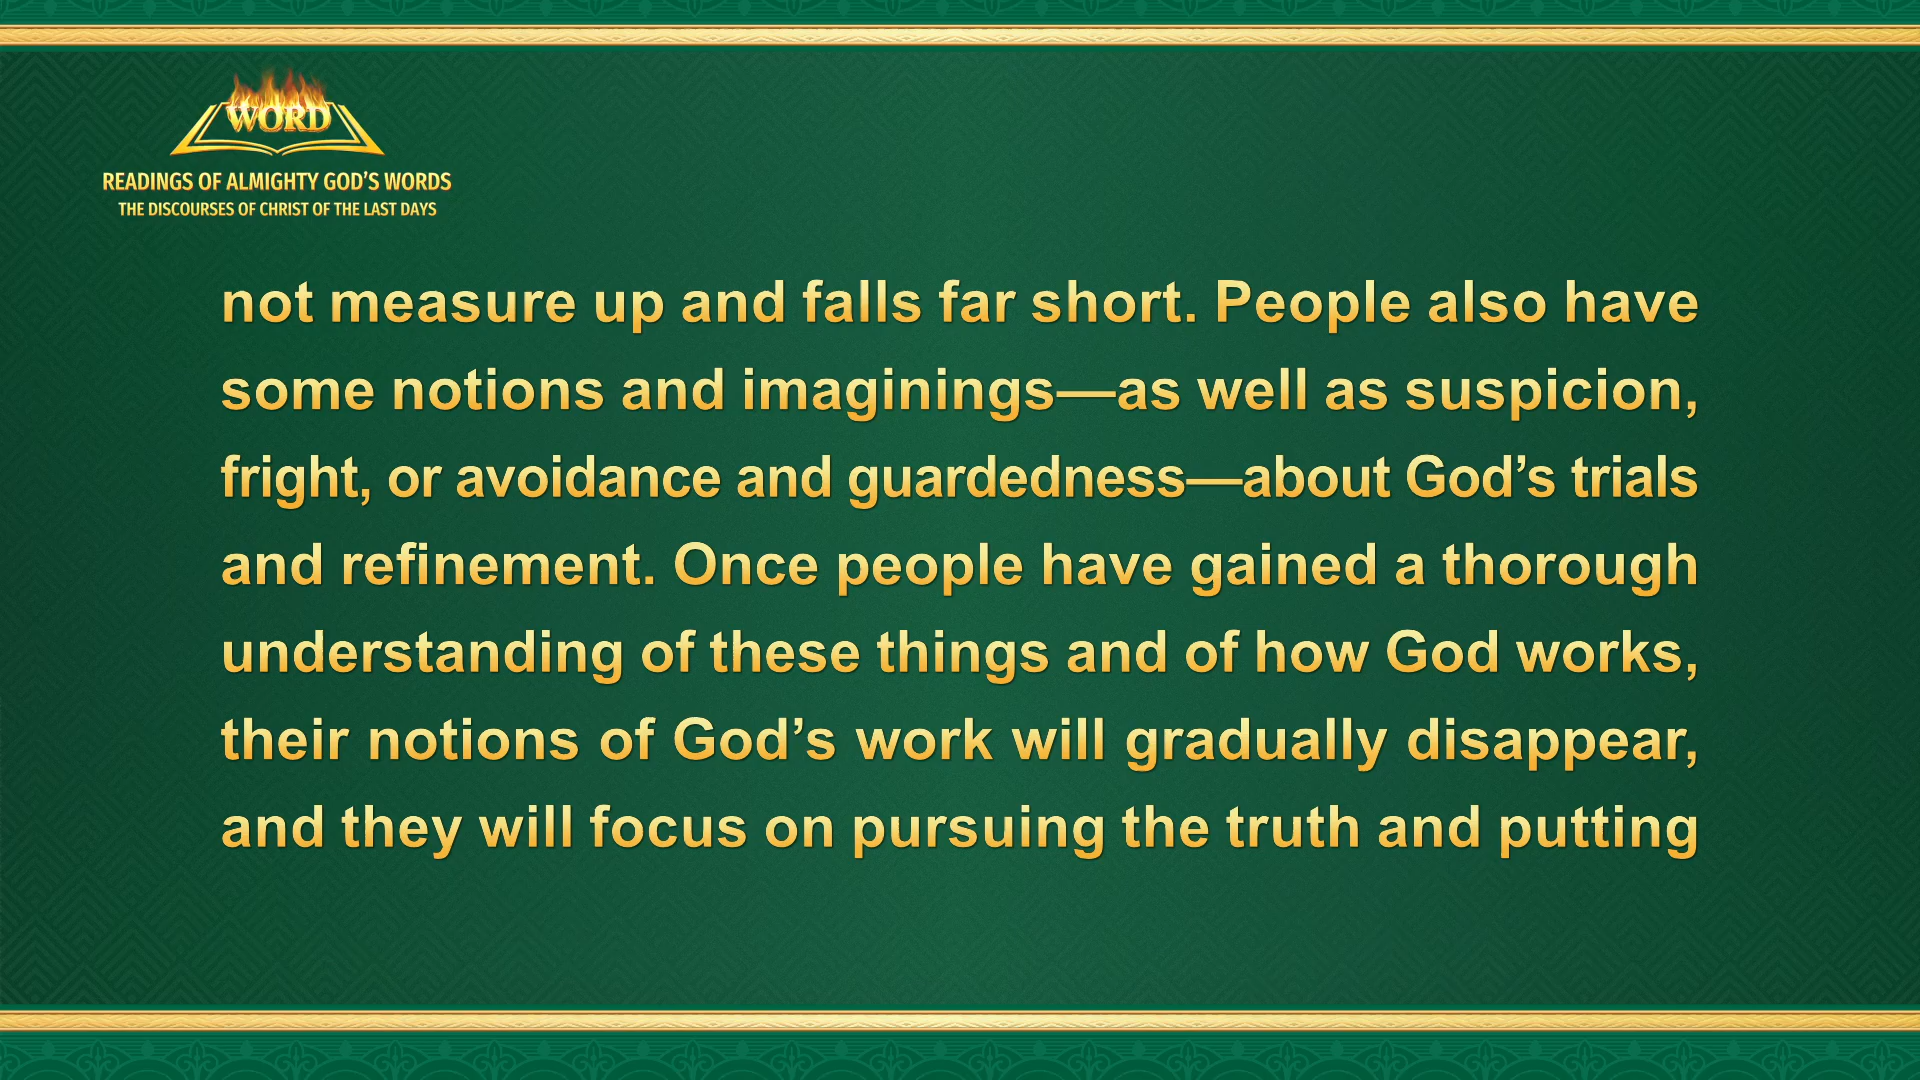 WORD
READINGS OF ALMIGHTY GOD’S WORDS
THE DISCOURSES OF CHRIST OF THE LAST DAYS
not measure up and falls far short. People also have
some notions and imaginings—as well as suspicion,
fright, or avoidance and guardedness—about God’s trials
and refinement. Once people have gained a thorough
understanding of these things and of how God works,
their notions of God’s work will gradually disappear,
and they will focus on pursuing the truth and putting